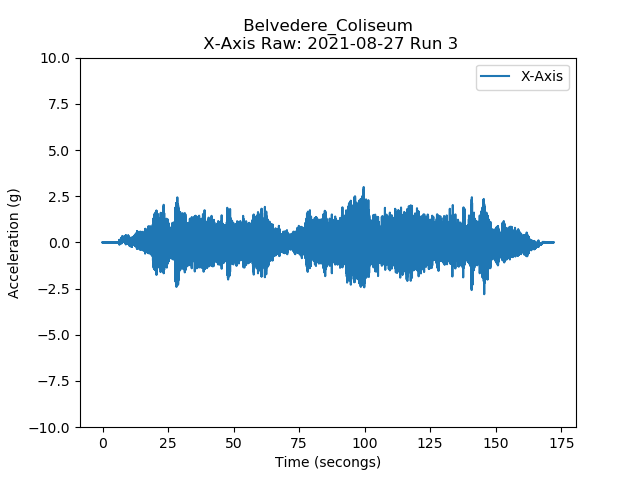 Belvedere_Coliseum
X-Axis Raw: 2021-08-27 Run 3
X-Axis
10.0
7.5
5.0
2.5
0.0
−2.5
−5.0
−7.5
−10.0
Acceleration (g)
0 25 50 75 100 125 150 175
Time (secongs)